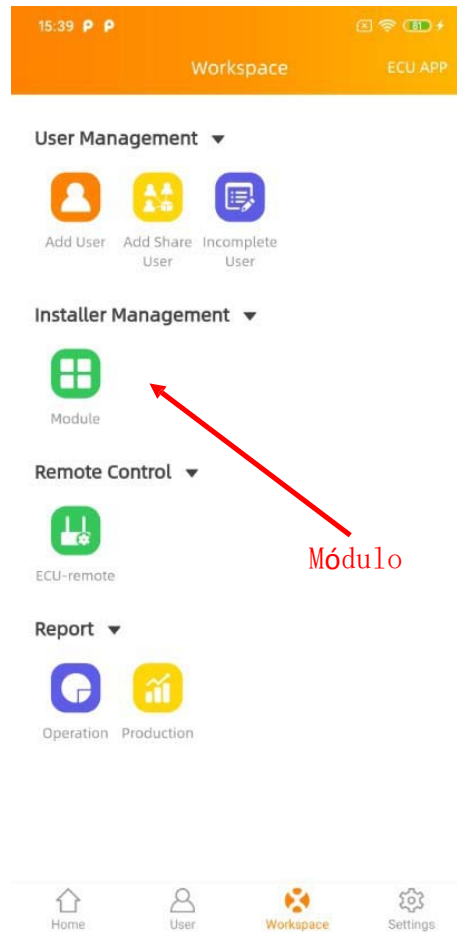 15:39 P P 81
Workspace ECU APP
User Management
Add User Add Share User Incomplete User
Installer Management
Module
Remote Control
ECU-remote
Módulo
Report
Operation Production
Home User Workspace Settings